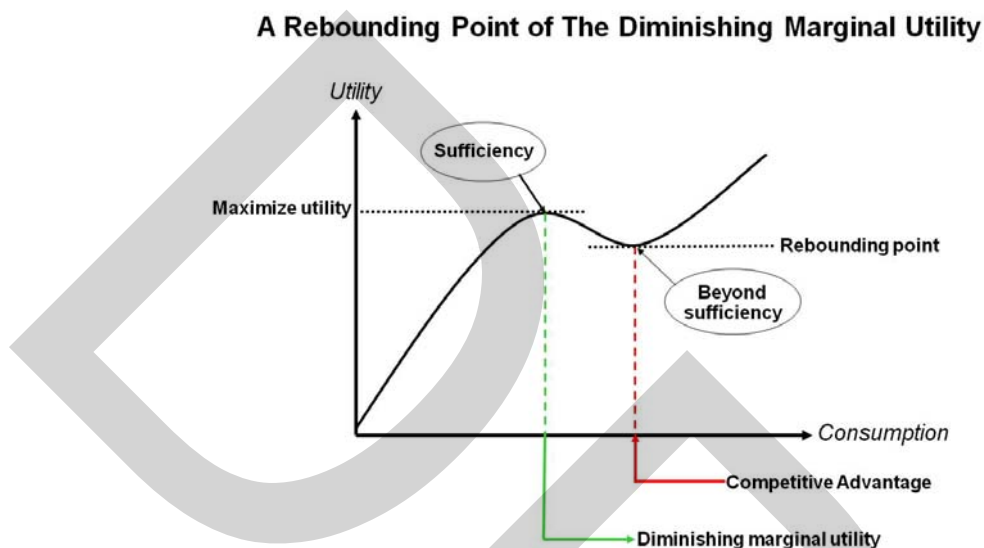 A Rebounding Point of The Diminishing Marginal Utility
Utility
Sufficiency
Maximize utility
Rebounding point
Beyond
sufficiency
Consumption
Competitive Advantage
Diminishing marginal utility